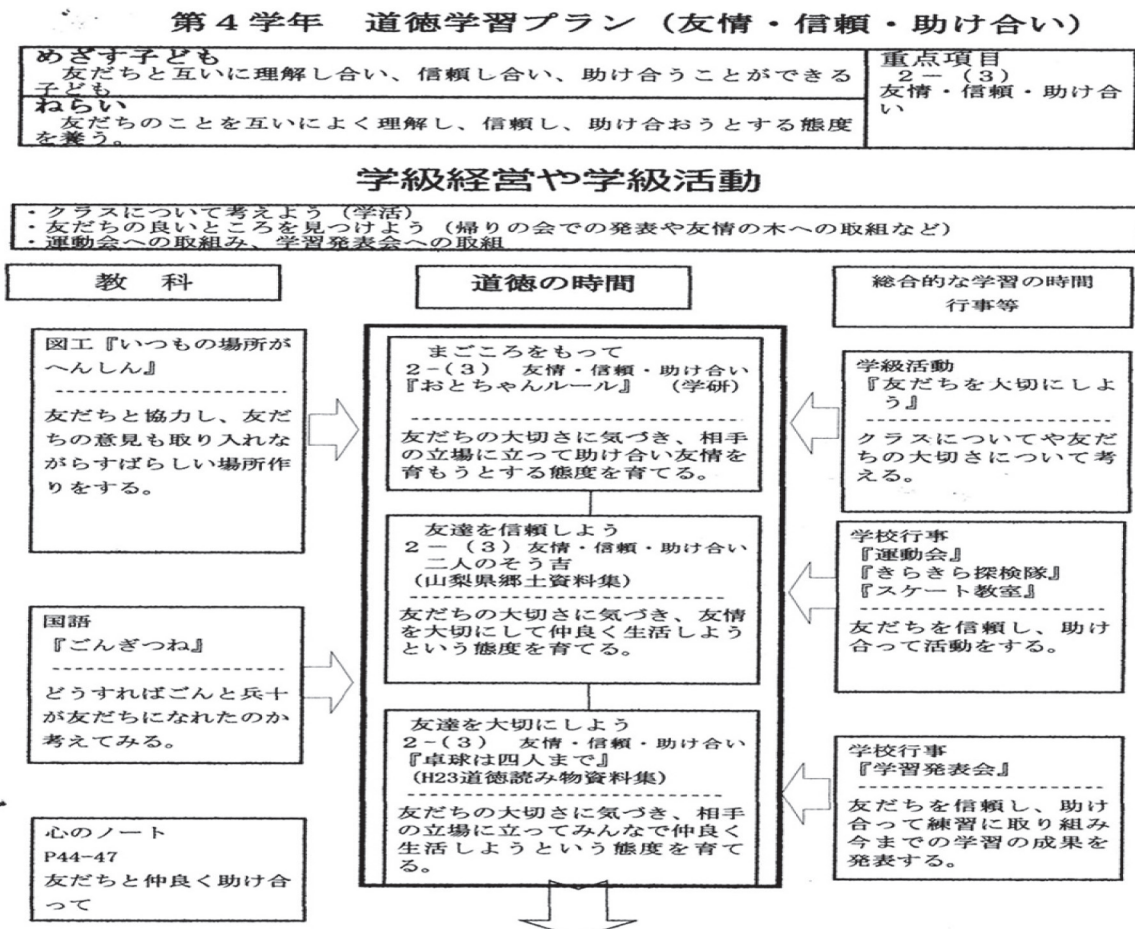 第4学年 道徳学習プラン（友情・信頼・助け合い）
めざす子ども
友だちと互いに理解し合い、信頼し合い、助け合うことができる
子ども
ねらい
友だちのことを互いによく理解し、信頼し、助け合おうとする態度
を養う。
重点項目
2－（3）
友情・信頼・助け合
い
学級経営や学級活動
・クラスについて考えよう（学活）
・友だちの良いところを見つけよう（帰りの会での発表や友情の木への取組など）
・運動会への取組み、学習発表会への取組
教 科
図工『いつもの場所が
へんしん』
友だちと協力し、友だ
ちの意見も取り入れな
がらすばらしい場所作
りをする。
国語
『ごんぎつね』
どうすればごんと兵十
が友だちになれたのか
考えてみる。
心のノート
P44-47
友だちと仲良く助け合
って
道徳の時間
まごころをもって
2-(3) 友情・信頼・助け合い
『おとちゃんルール』（学研）
友だちの大切さに気づき、相手
の立場に立って助け合い友情を
育もうとする態度を育てる。
友達を信頼しよう
2－（3）友情・信頼・助け合い
二人のそう吉
(山梨県郷土資料集)
友だちの大切さに気づき、友情
を大切にして仲良く生活しよう
という態度を育てる。
友達を大切にしよう
2-(3) 友情・信頼・助け合い
『卓球は四人まで』
(H23道徳読み物資料集)
友だちの大切さに気づき、相手
の立場に立ってみんなで仲良く
生活しようという態度を育て
る。
総合的な学習の時間
行事等
学級活動
『友だちを大切にしよ
う』
クラスについてや友だ
ちの大切さについて考
える。
学校行事
『運動会』
『きらきら探検隊』
『スケート教室』
友だちを信頼し、助け
合って活動をする。
学校行事
『学習発表会』
友だちを信頼し、助け
合って練習に取り組み
今までの学習の成果を
発表する。